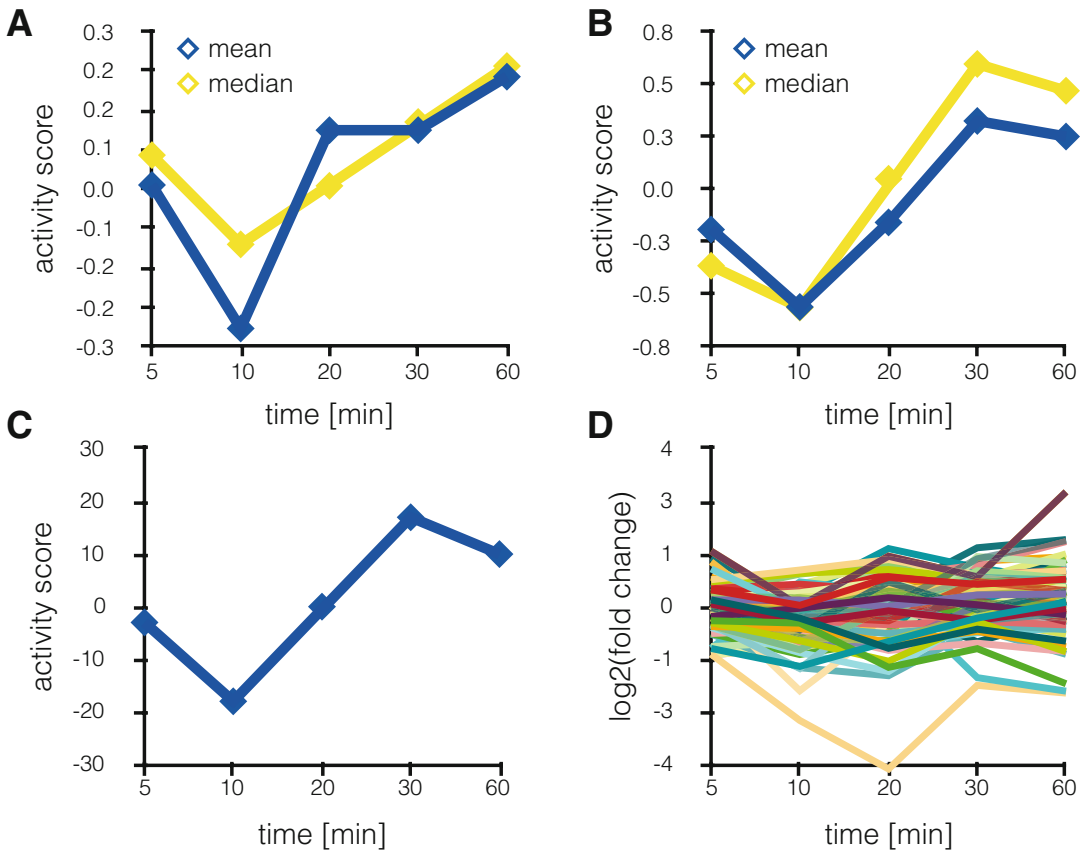 A
mean
median
activity score
0.3
0.2
0.2
0.1
0.0
-0.1
-0.2
-0.2
-0.3
5 10 20 30 60
time [min]
B
mean
median
activity score
0.8
0.5
0.3
0.0
-0.3
-0.5
-0.8
5 10 20 30 60
time [min]
C
activity score
30
20
10
0
-10
-20
-30
5 10 20 30 60
time [min]
D
log2(fold change)
4
3
1
0
-1
-3
-4
5 10 20 30 60
time [min]